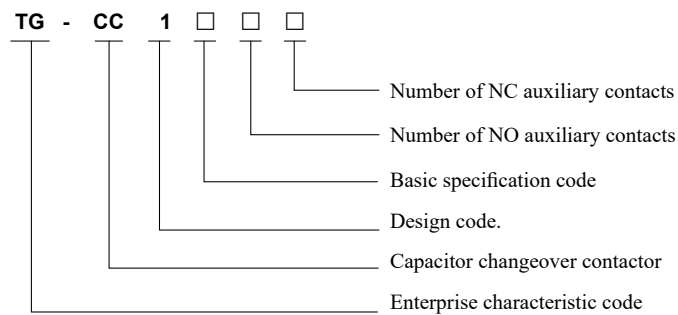 TG - CC 1 □ □ □
Number of NC auxiliary contacts
Number of NO auxiliary contacts
Basic specification code
Design code.
Capacitor changeover contactor
Enterprise characteristic code